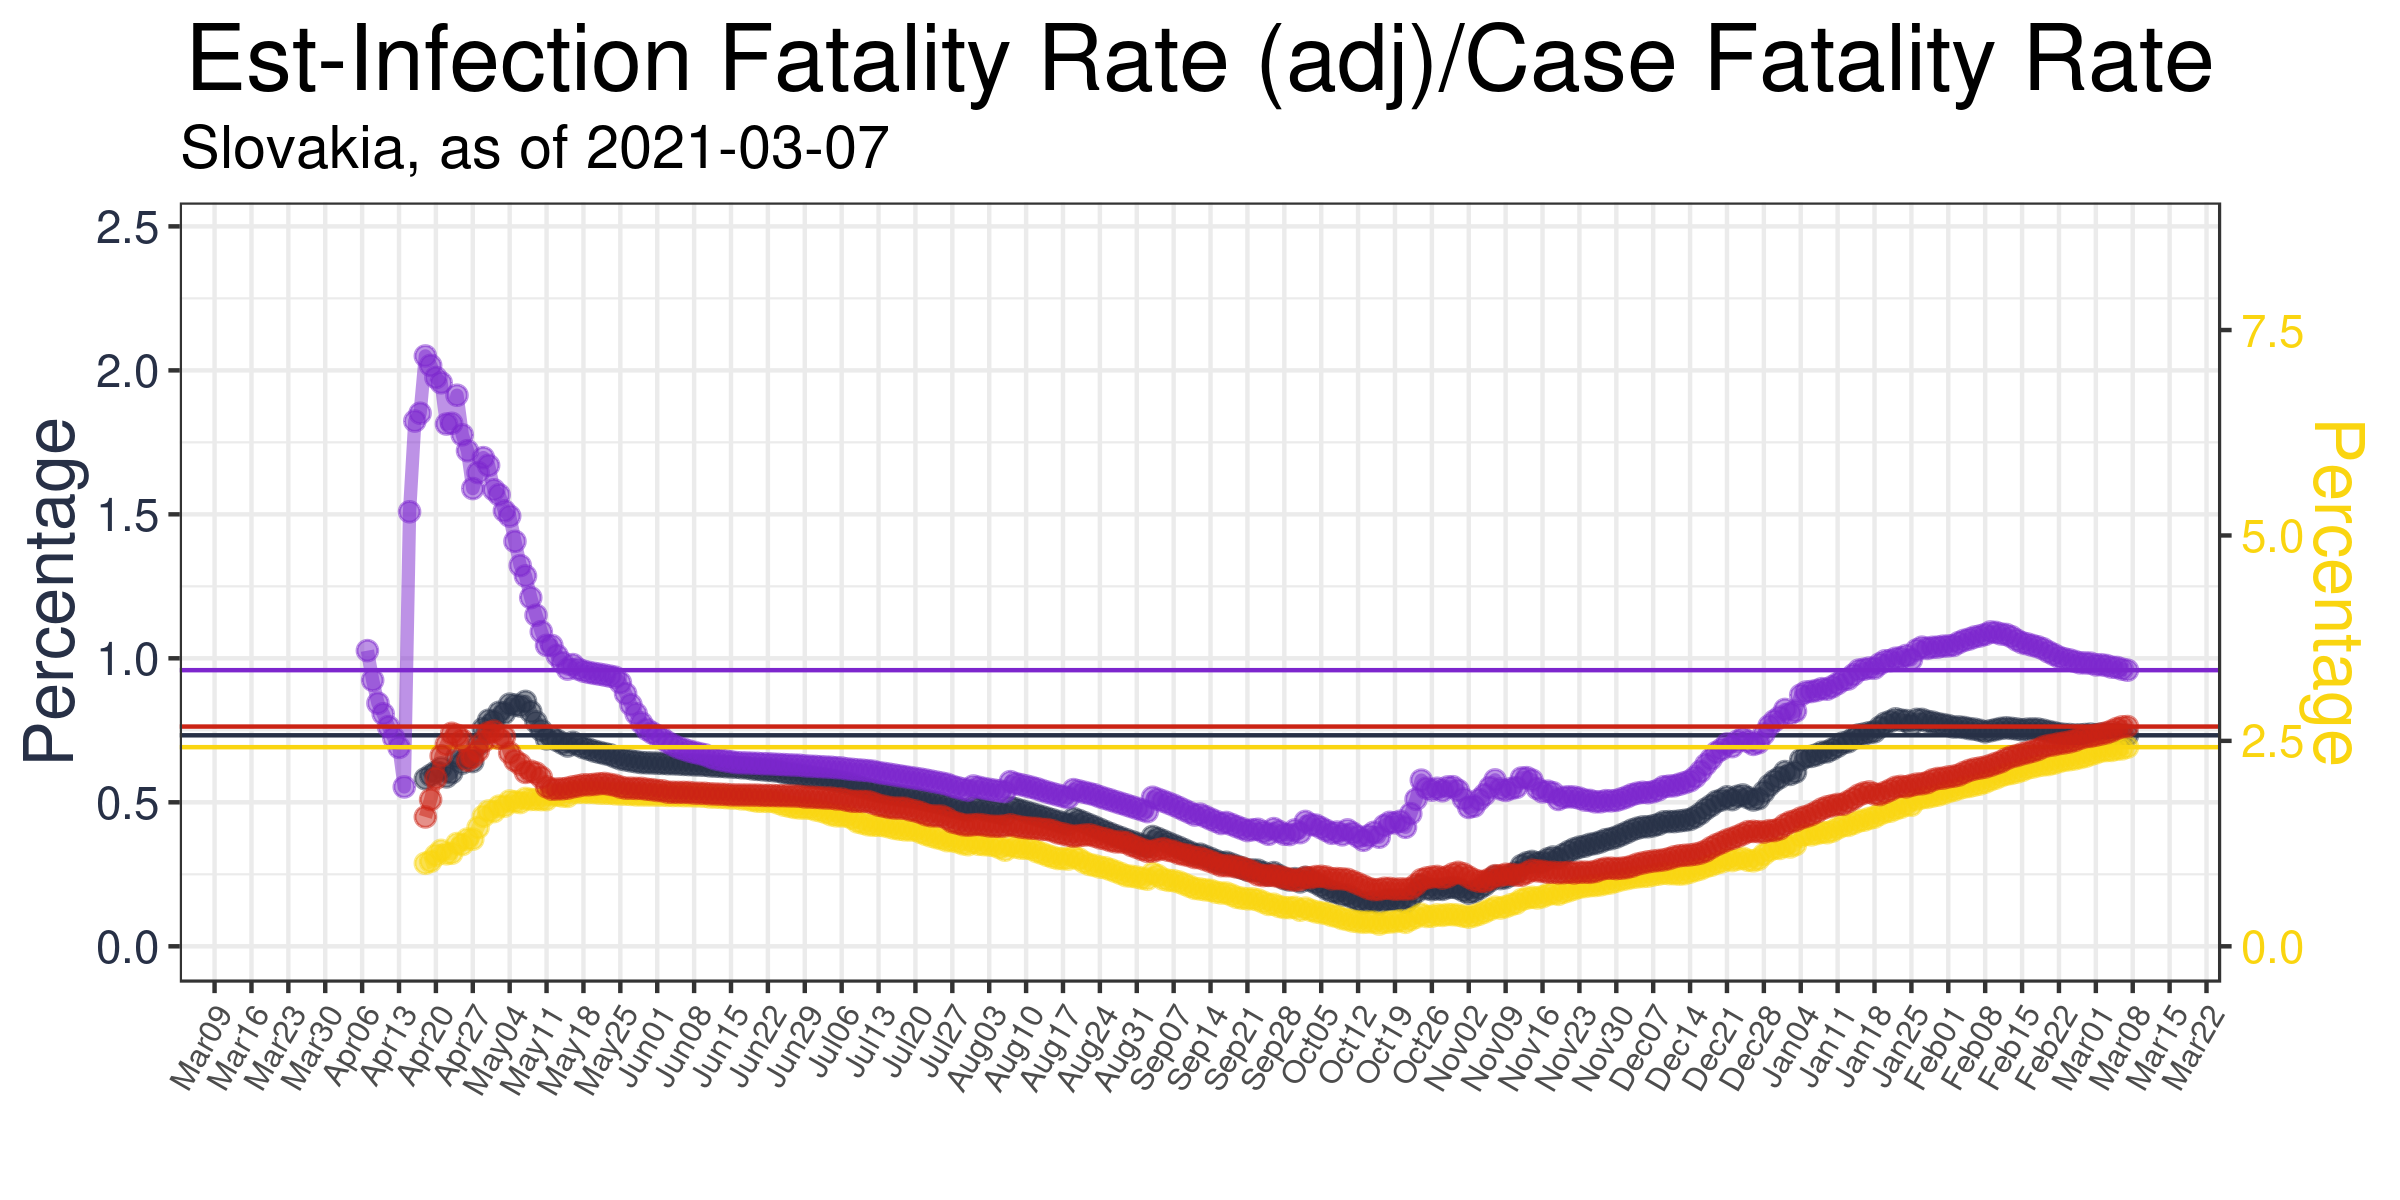 Est-Infection Fatality Rate (adj)/Case Fatality Rate
Slovakia, as of 2021-03-07
Percentage
2.5
2.0
1.5
1.0
0.5
0.0
7.5
5.0
2.5
0.0
Percentage
Mar09 Mar16 Mar23 Mar30 Apr06 Apr13 Apr20 Apr27 May04 May11 May18 May25 Jun01 Jun08 Jun15 Jun22 Jun29 Jul06 Jul13 Jul20 Jul27 Aug03 Aug10 Aug17 Aug24 Aug31 Sep07 Sep14 Sep21 Sep28 Oct05 Oct12 Oct19 Oct26 Nov02 Nov09 Nov16 Nov23 Nov30 Dec07 Dec14 Dec21 Dec28 Jan04 Jan11 Jan18 Jan25 Feb01 Feb08 Feb15 Feb22 Mar01 Mar08 Mar15 Mar22